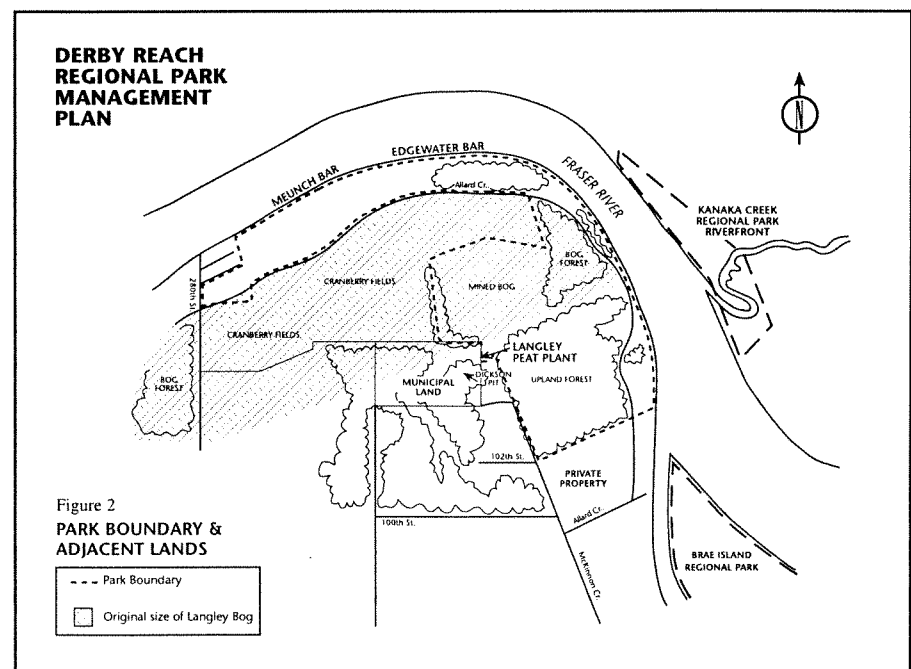 DERBY REACH
REGIONAL PARK
MANAGEMENT
PLAN
N
EDGEWATER BAR
MEUNCH BAR
Allard Cr.
FRASER RIVER
KANAKA CREEK
REGIONAL PARK
RIVERFRONT
BOG
FOREST
280th St.
CRANBERRY FIELDS
MINED BOG
CRANBERRY FIELDS
LANGLEY
PEAT PLANT
BOG
FOREST
MUNICIPAL
LAND
DICKSON
PIT
UPLAND FOREST
102th St.
PRIVATE
PROPERTY
Allard Cr.
100th St.
McKinnon Cr.
BRAE ISLAND
REGIONAL PARK
Figure 2
PARK BOUNDARY &
ADJACENT LANDS
Park Boundary
Original size of Langley Bog